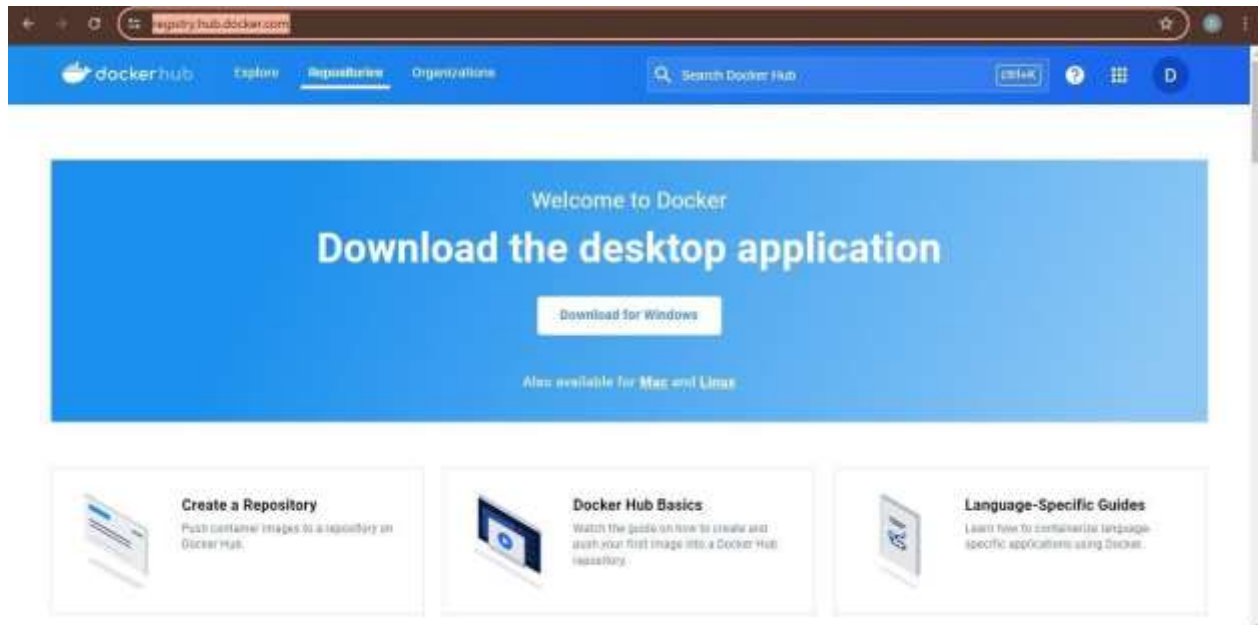 registry.hub.docker.com
dockerhub Explore Repositories Organizations Search Docker Hub ctrl+K ? D
Welcome to Docker
Download the desktop application
Download for Windows
Also available for Mac and Linux
Create a Repository
Push container images to a repository on
Docker Hub.
Docker Hub Basics
Watch the guide on how to create and
push your first image into a Docker Hub
repository.
Language-Specific Guides
Learn how to containerize language-
specific applications using Docker.